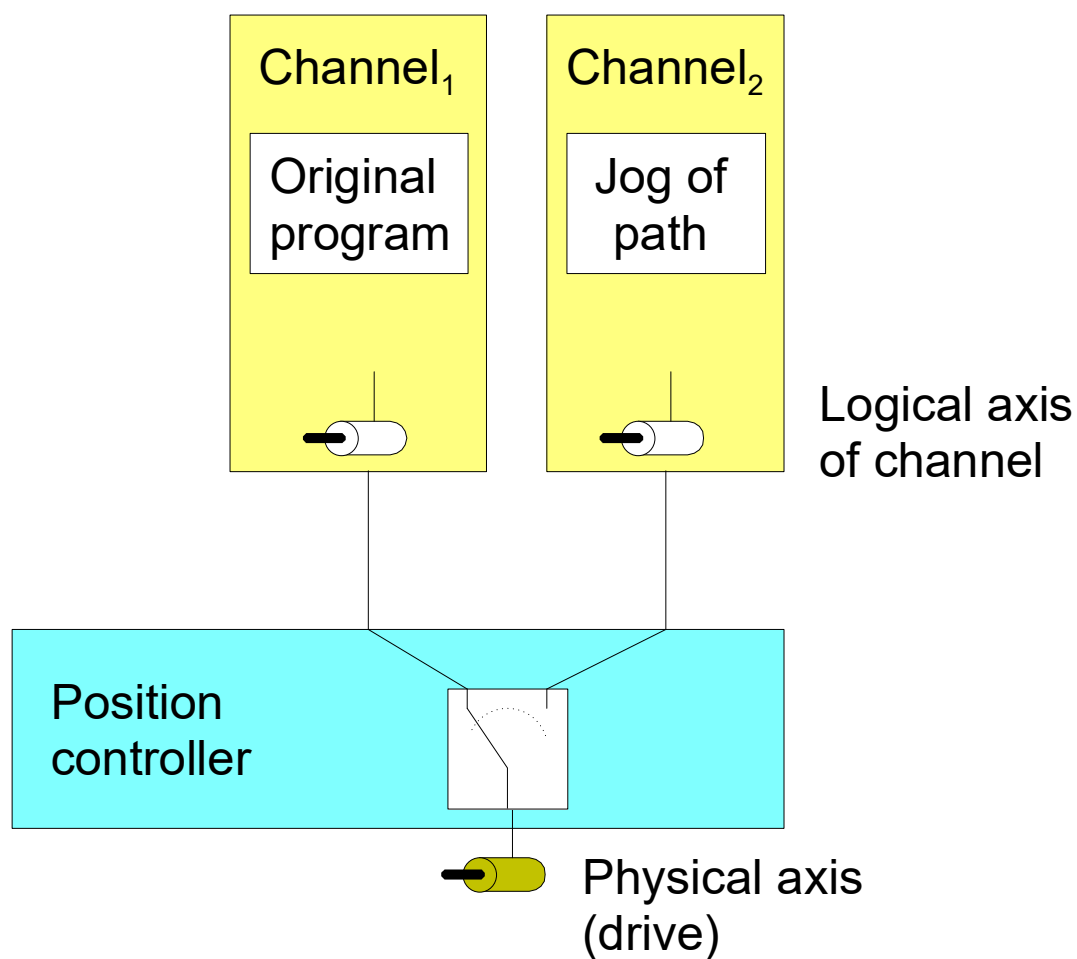 Channel₁
Original
program
Channel₂
Jog of
path
Logical axis
of channel
Position
controller
Physical axis
(drive)